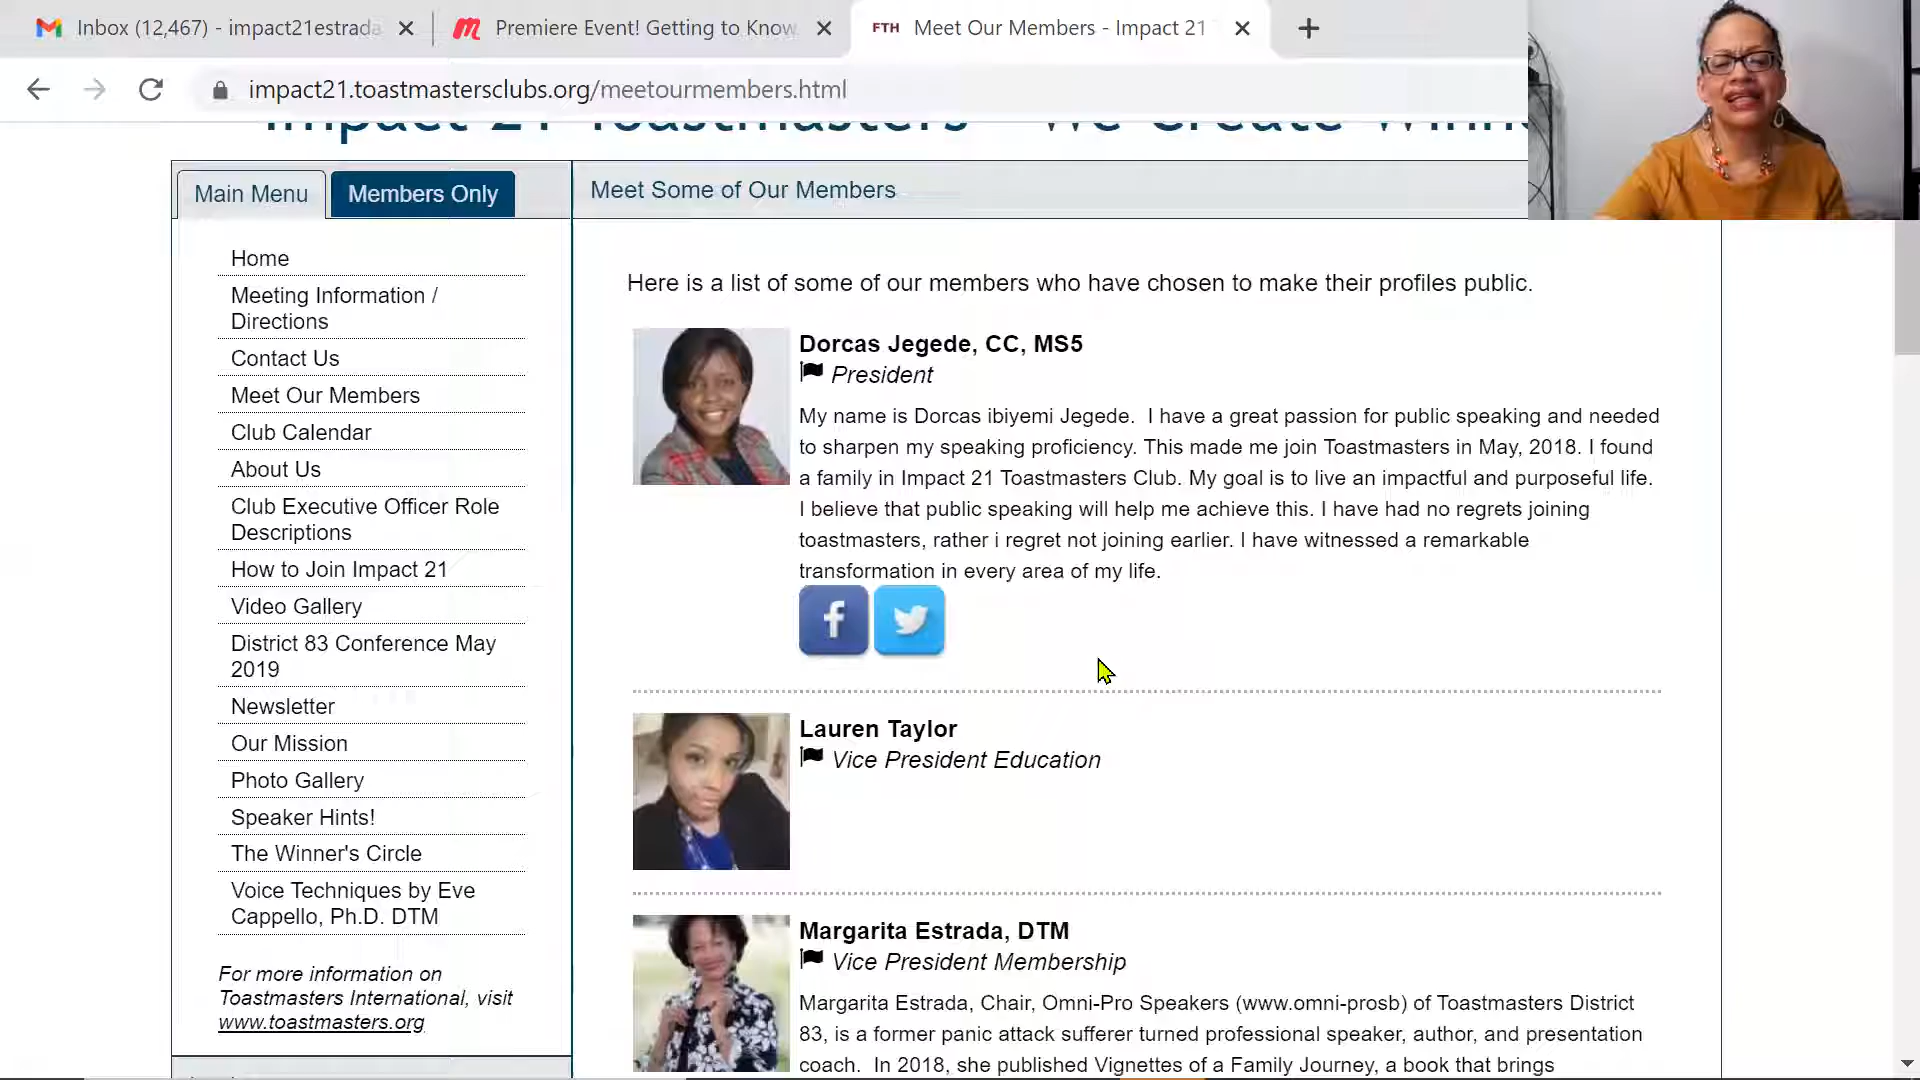 Inbox (12,467) - impact21estrada
Premiere Event! Getting to Know
FTH Meet Our Members - Impact 21 T
impact21.toastmastersclubs.org/meetourmembers.html
Impact 21 Toastmasters - We Create Winn
Main Menu
Members Only
Meet Some of Our Members
Home
Meeting Information /
Directions
Contact Us
Meet Our Members
Club Calendar
About Us
Club Executive Officer Role
Descriptions
How to Join Impact 21
Video Gallery
District 83 Conference May
2019
Newsletter
Our Mission
Photo Gallery
Speaker Hints!
The Winner's Circle
Voice Techniques by Eve
Cappello, Ph.D. DTM
For more information on
Toastmasters International, visit
www.toastmasters.org
Here is a list of some of our members who have chosen to make their profiles public.
Dorcas Jegede, CC, MS5
President
My name is Dorcas ibiyemi Jegede. I have a great passion for public speaking and needed
to sharpen my speaking proficiency. This made me join Toastmasters in May, 2018. I found
a family in Impact 21 Toastmasters Club. My goal is to live an impactful and purposeful life.
I believe that public speaking will help me achieve this. I have had no regrets joining
toastmasters, rather i regret not joining earlier. I have witnessed a remarkable
transformation in every area of my life.
Lauren Taylor
Vice President Education
Margarita Estrada, DTM
Vice President Membership
Margarita Estrada, Chair, Omni-Pro Speakers (www.omni-prosb) of Toastmasters District
83, is a former panic attack sufferer turned professional speaker, author, and presentation
coach. In 2018, she published Vignettes of a Family Journey, a book that brings